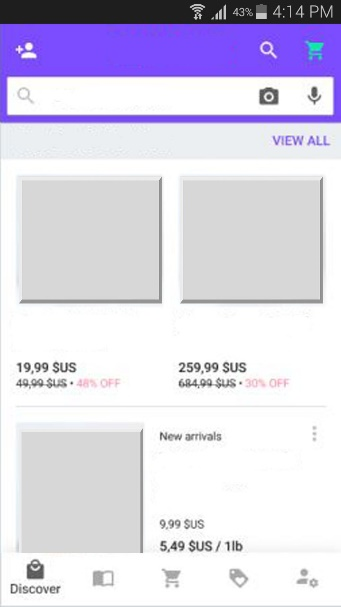 43% 4:14 PM
VIEW ALL
19,99 $US
49,99 $US • 48% OFF
259,99 $US
684,99 $US • 30% OFF
New arrivals
9,99 $US
5,49 $US / 1lb
Discover